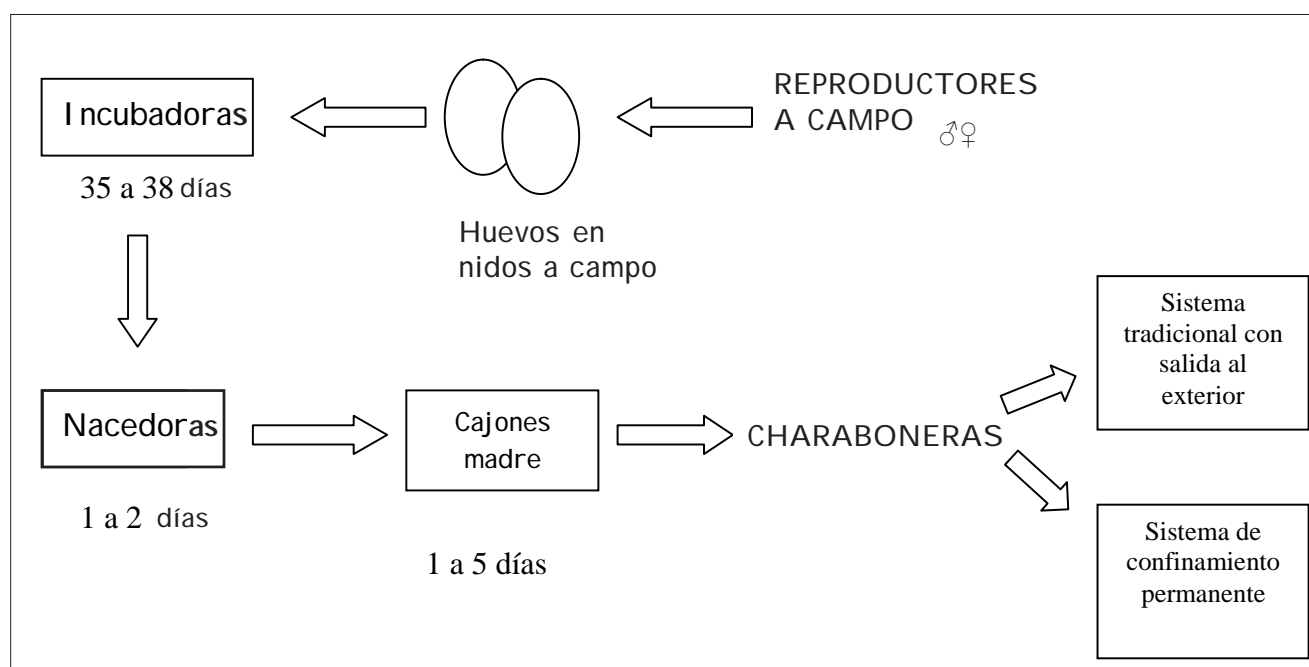 REPRODUCTORES
A CAMPO ♂♀
Huevos en
nidos a campo
Incubadoras
35 a 38 días
Nacedoras
1 a 2 días
Cajones
madre
1 a 5 días
CHARABONERAS
Sistema
tradicional con
salida al
exterior
Sistema de
confinamiento
permanente